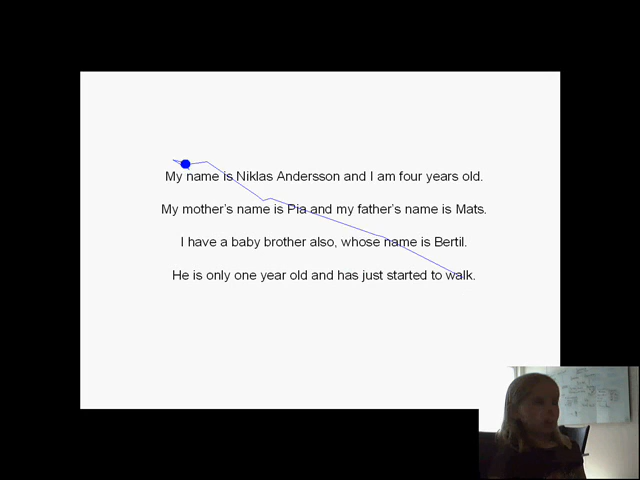 My name is Niklas Andersson and I am four years old.
My mother's name is Pia and my father's name is Mats.
I have a baby brother also, whose name is Bertil.
He is only one year old and has just started to walk.